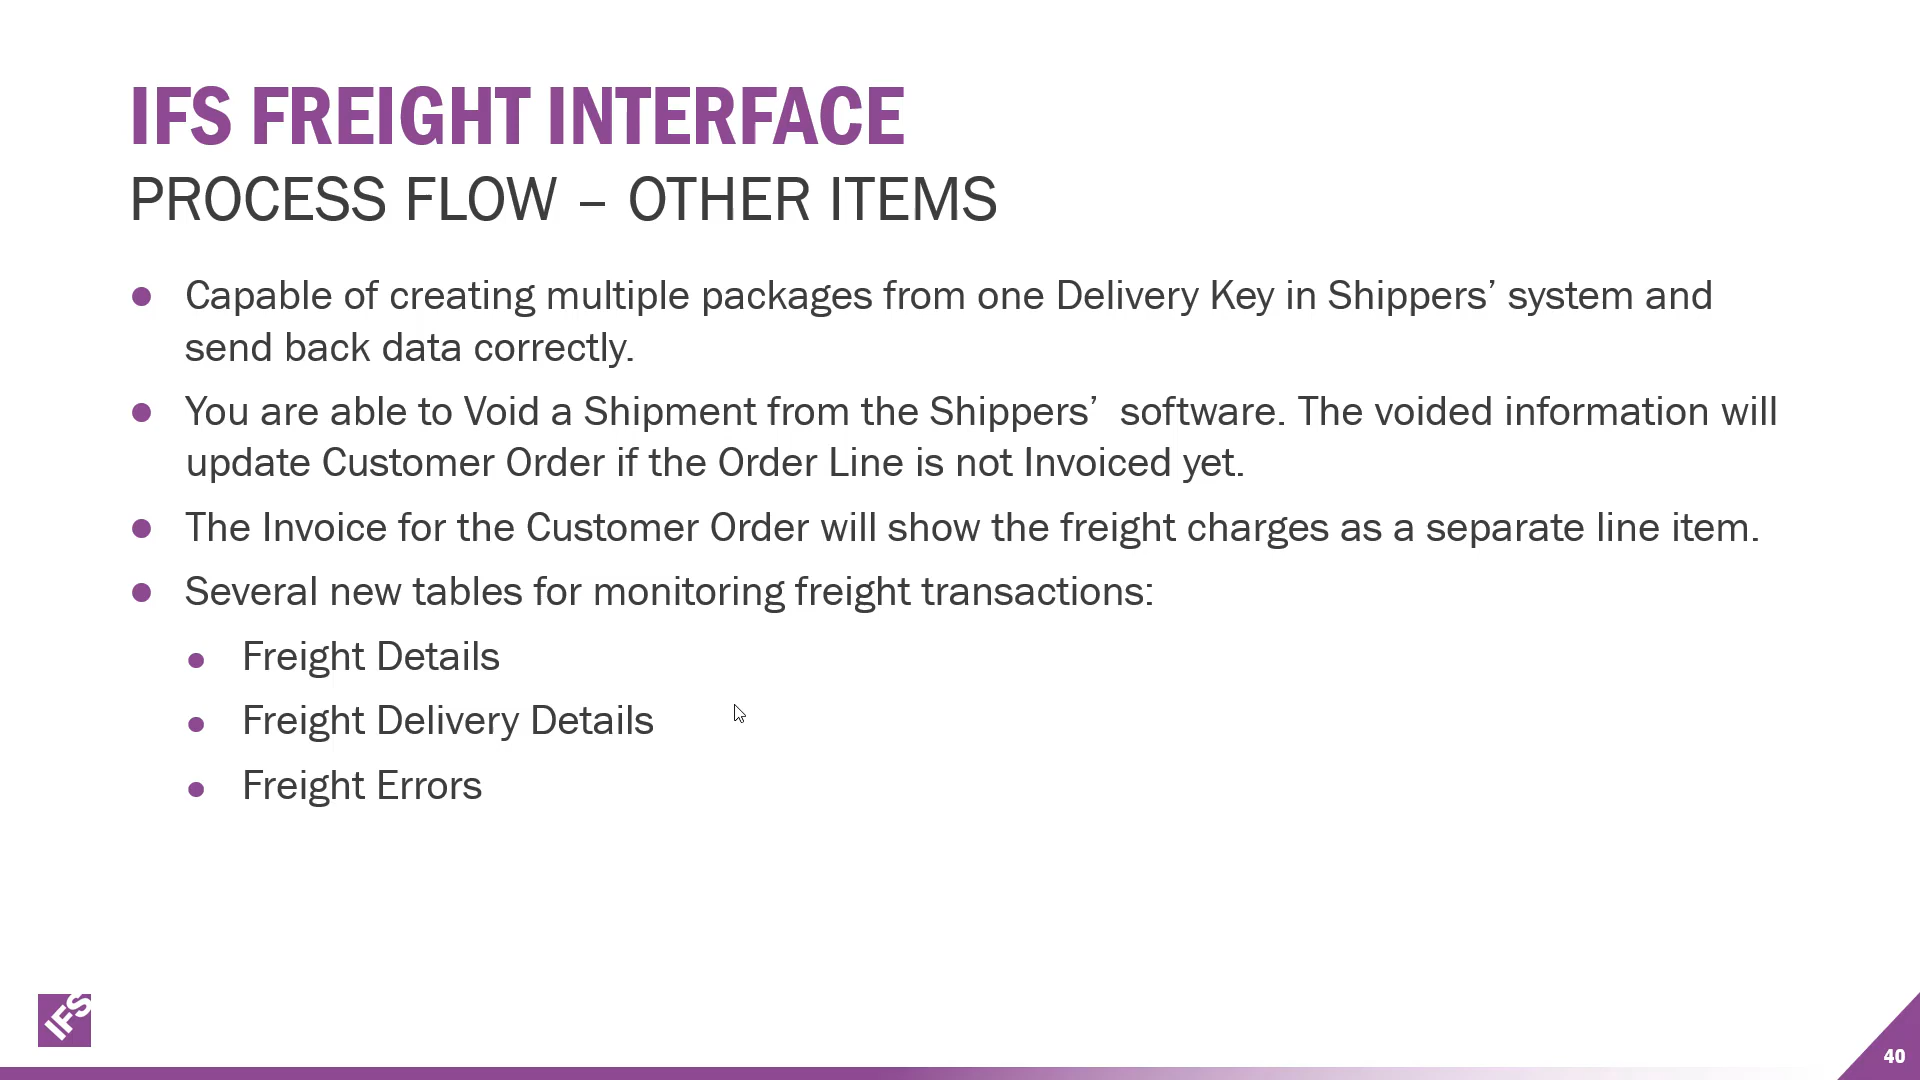 IFS FREIGHT INTERFACE
PROCESS FLOW – OTHER ITEMS
● Capable of creating multiple packages from one Delivery Key in Shippers’ system and
send back data correctly.
● You are able to Void a Shipment from the Shippers’  software. The voided information will
update Customer Order if the Order Line is not Invoiced yet.
● The Invoice for the Customer Order will show the freight charges as a separate line item.
● Several new tables for monitoring freight transactions:
● Freight Details
● Freight Delivery Details
● Freight Errors
IFS
40